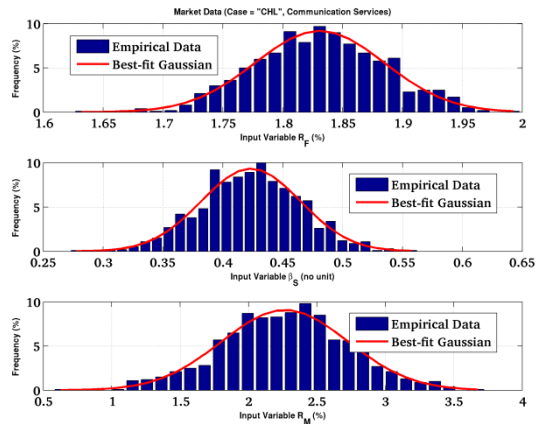 Market Data (Case = "CHL", Communication Services)
10
5
0
Frequency (%)
Empirical Data
Best-fit Gaussian
1.6 1.65 1.7 1.75 1.8 1.85 1.9 1.95 2
Input Variable R_F (%)
10
5
0
Frequency (%)
Empirical Data
Best-fit Gaussian
0.25 0.3 0.35 0.4 0.45 0.5 0.55 0.6 0.65
Input Variable β_S (no unit)
10
5
0
Frequency (%)
Empirical Data
Best-fit Gaussian
0.5 1 1.5 2 2.5 3 3.5 4
Input Variable R_M (%)